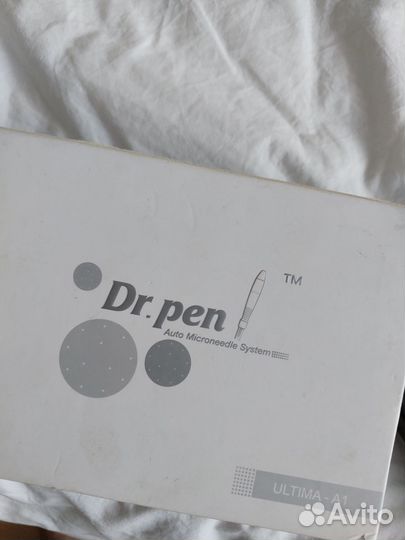 Dr. pen TM
Auto Microneedle System
ULTIMA - A1
Avito